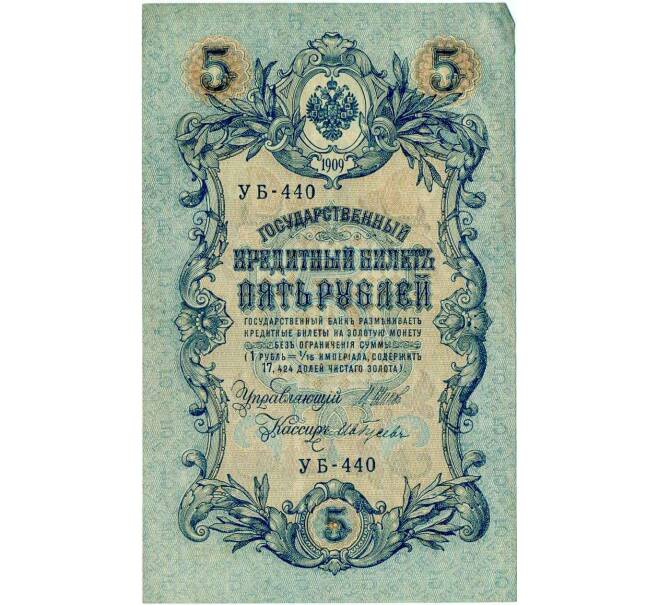 5 5
1909
УБ-440
ГОСУДАРСТВЕННЫЙ
КРЕДИТНЫЙ БИЛЕТЪ
ПЯТЬ РУБЛЕЙ
ГОСУДАРСТВЕННЫЙ БАНКЪ РАЗМѢНИВАЕТЪ
КРЕДИТНЫЕ БИЛЕТЫ НА ЗОЛОТУЮ МОНЕТУ
БЕЗЪ ОГРАНИЧЕНІЯ СУММЫ
(1 РУБЛЬ = 1/15 ИМПЕРІАЛА, СОДЕРЖИТЪ
17,424 ДОЛЕЙ ЧИСТАГО ЗОЛОТА).
Управляющій
Кассиръ
УБ-440
5